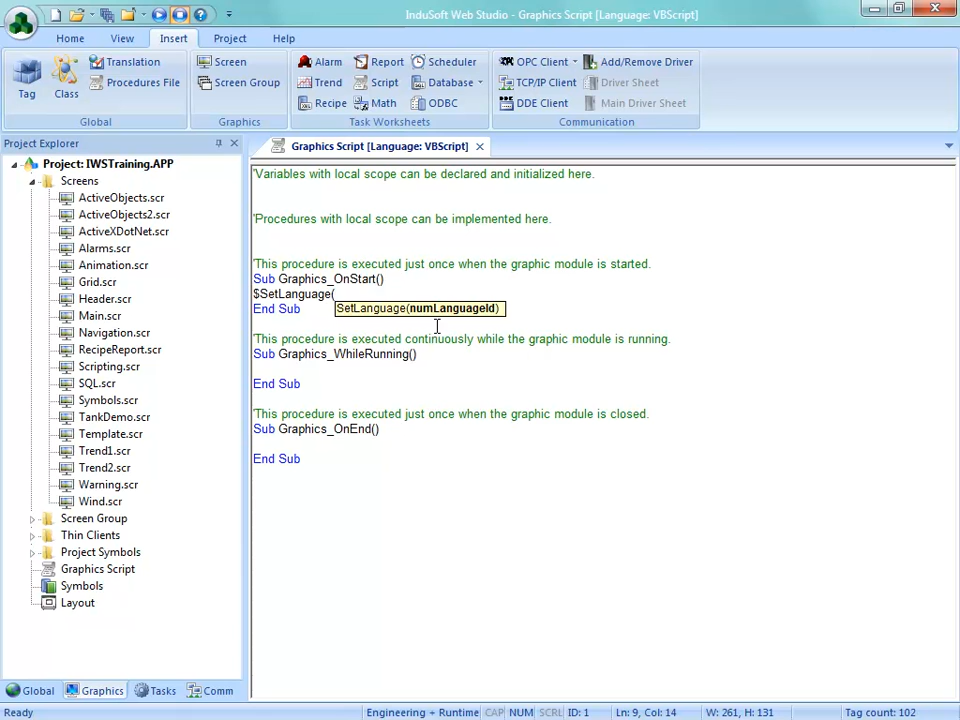 InduSoft Web Studio - Graphics Script [Language: VBScript]
Home View Insert Project Help
Tag
Class
Translation
Procedures File
Global
Screen
Screen Group
Graphics
Alarm Report Scheduler
Trend Script Database
Recipe Math ODBC
Task Worksheets
OPC Client Add/Remove Driver
TCP/IP Client Driver Sheet
DDE Client Main Driver Sheet
Communication
Project Explorer
Project: IWSTraining.APP
Screens
ActiveObjects.scr
ActiveObjects2.scr
ActiveXDotNet.scr
Alarms.scr
Animation.scr
Grid.scr
Header.scr
Main.scr
Navigation.scr
RecipeReport.scr
Scripting.scr
SQL.scr
Symbols.scr
TankDemo.scr
Template.scr
Trend1.scr
Trend2.scr
Warning.scr
Wind.scr
Screen Group
Thin Clients
Project Symbols
Graphics Script
Symbols
Layout
Global Graphics Tasks Comm
Graphics Script [Language: VBScript]
'Variables with local scope can be declared and initialized here.
'Procedures with local scope can be implemented here.
'This procedure is executed just once when the graphic module is started.
Sub Graphics_OnStart()
$SetLanguage(
SetLanguage(numLanguageId)
End Sub
'This procedure is executed continuously while the graphic module is running.
Sub Graphics_WhileRunning()
End Sub
'This procedure is executed just once when the graphic module is closed.
Sub Graphics_OnEnd()
End Sub
Ready Engineering + Runtime CAP NUM SCRL ID: 1 Ln: 9, Col: 14 W: 261, H: 131 Tag count: 102